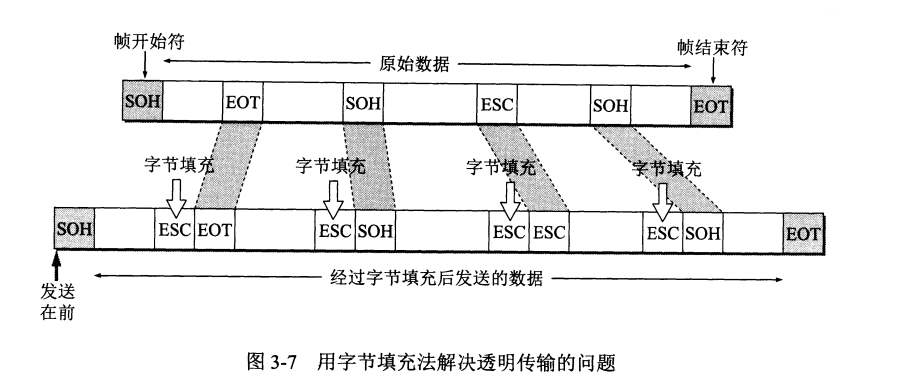 帧开始符
帧结束符
原始数据
SOH EOT SOH ESC SOH EOT
字节填充 字节填充 字节填充 字节填充
SOH ESC EOT ESC SOH ESC ESC ESC SOH EOT
发送
在前
经过字节填充后发送的数据
图 3-7 用字节填充法解决透明传输的问题